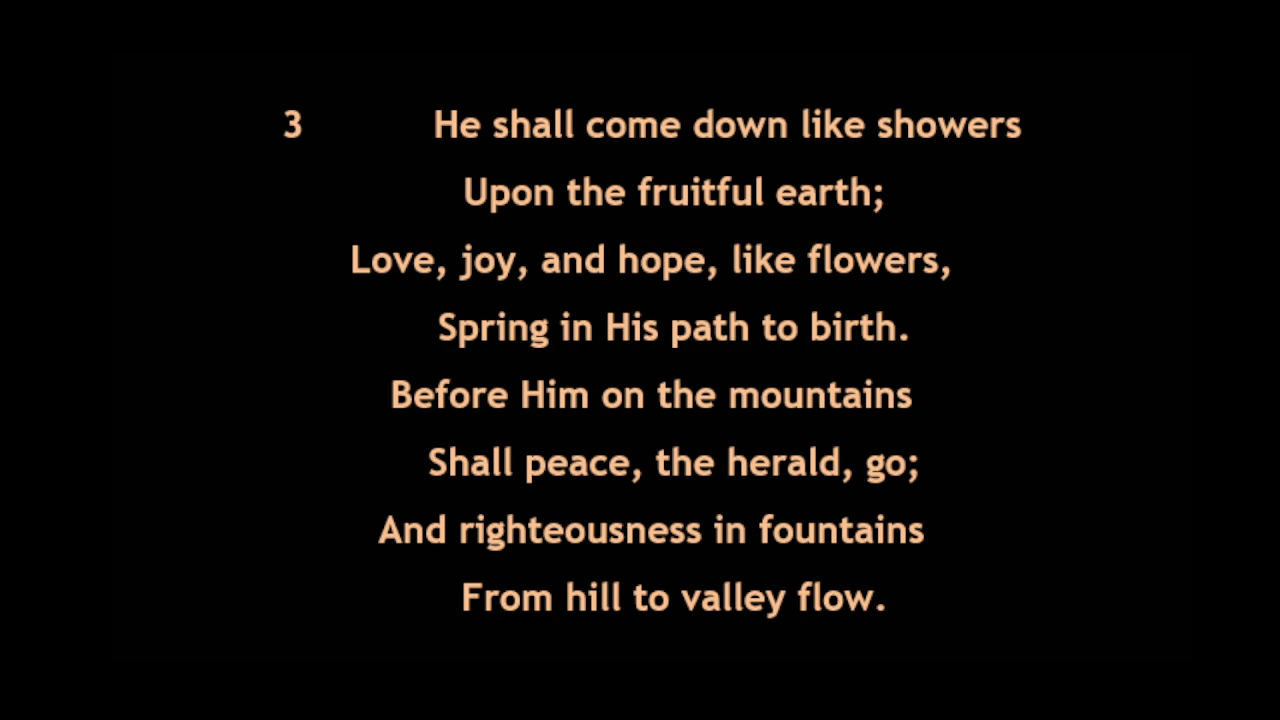 3 He shall come down like showers
Upon the fruitful earth;
Love, joy, and hope, like flowers,
Spring in His path to birth.
Before Him on the mountains
Shall peace, the herald, go;
And righteousness in fountains
From hill to valley flow.